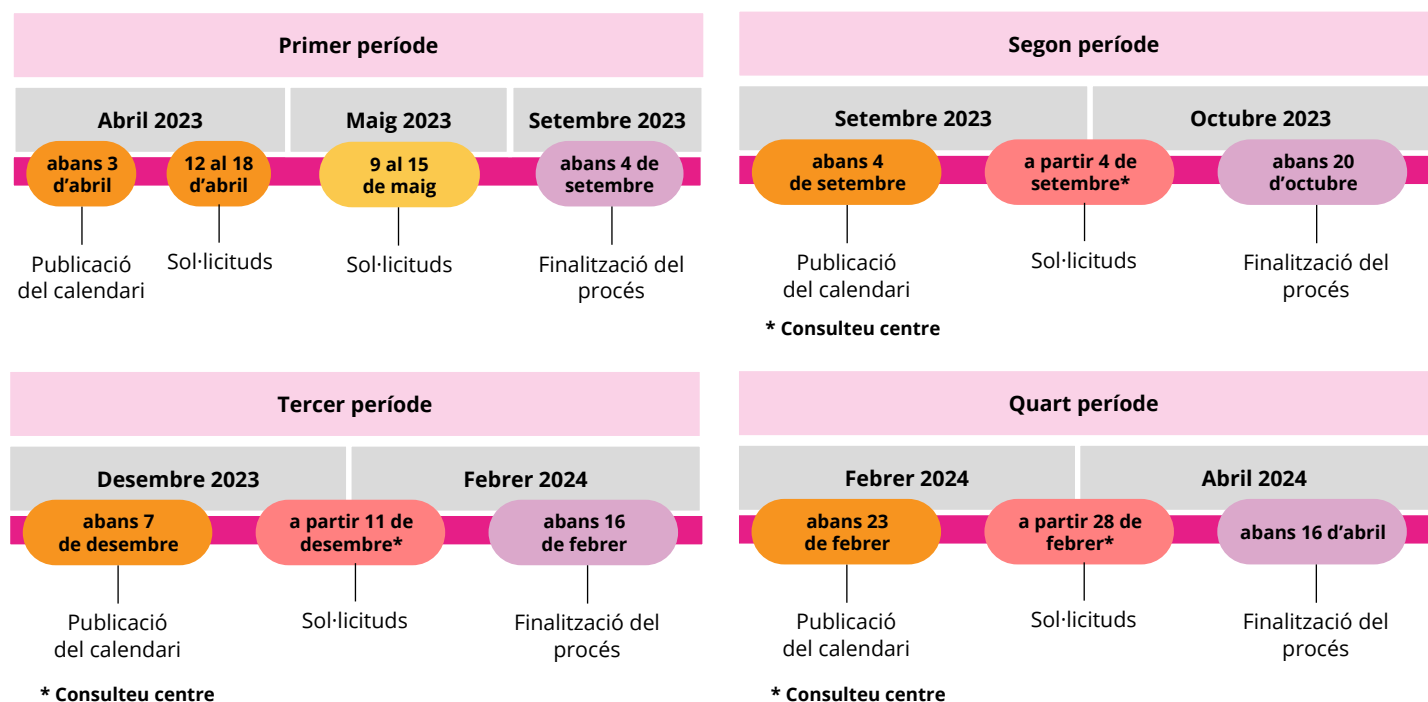 Primer període
Abril 2023
Maig 2023
Setembre 2023
abans 3
d'abril
12 al 18
d'abril
9 al 15
de maig
abans 4 de
setembre
Publicació
del calendari
Sol·licituds
Sol·licituds
Finalització del
procés
Segon període
Setembre 2023
Octubre 2023
abans 4
de setembre
a partir 4 de
setembre*
abans 20
d'octubre
Publicació
del calendari
Sol·licituds
Finalització del
procés
* Consulteu centre
Tercer període
Desembre 2023
Febrer 2024
abans 7
de desembre
a partir 11 de
desembre*
abans 16
de febrer
Publicació
del calendari
Sol·licituds
Finalització del
procés
* Consulteu centre
Quart període
Febrer 2024
Abril 2024
abans 23
de febrer
a partir 28 de
febrer*
abans 16 d'abril
Publicació
del calendari
Sol·licituds
Finalització del
procés
* Consulteu centre